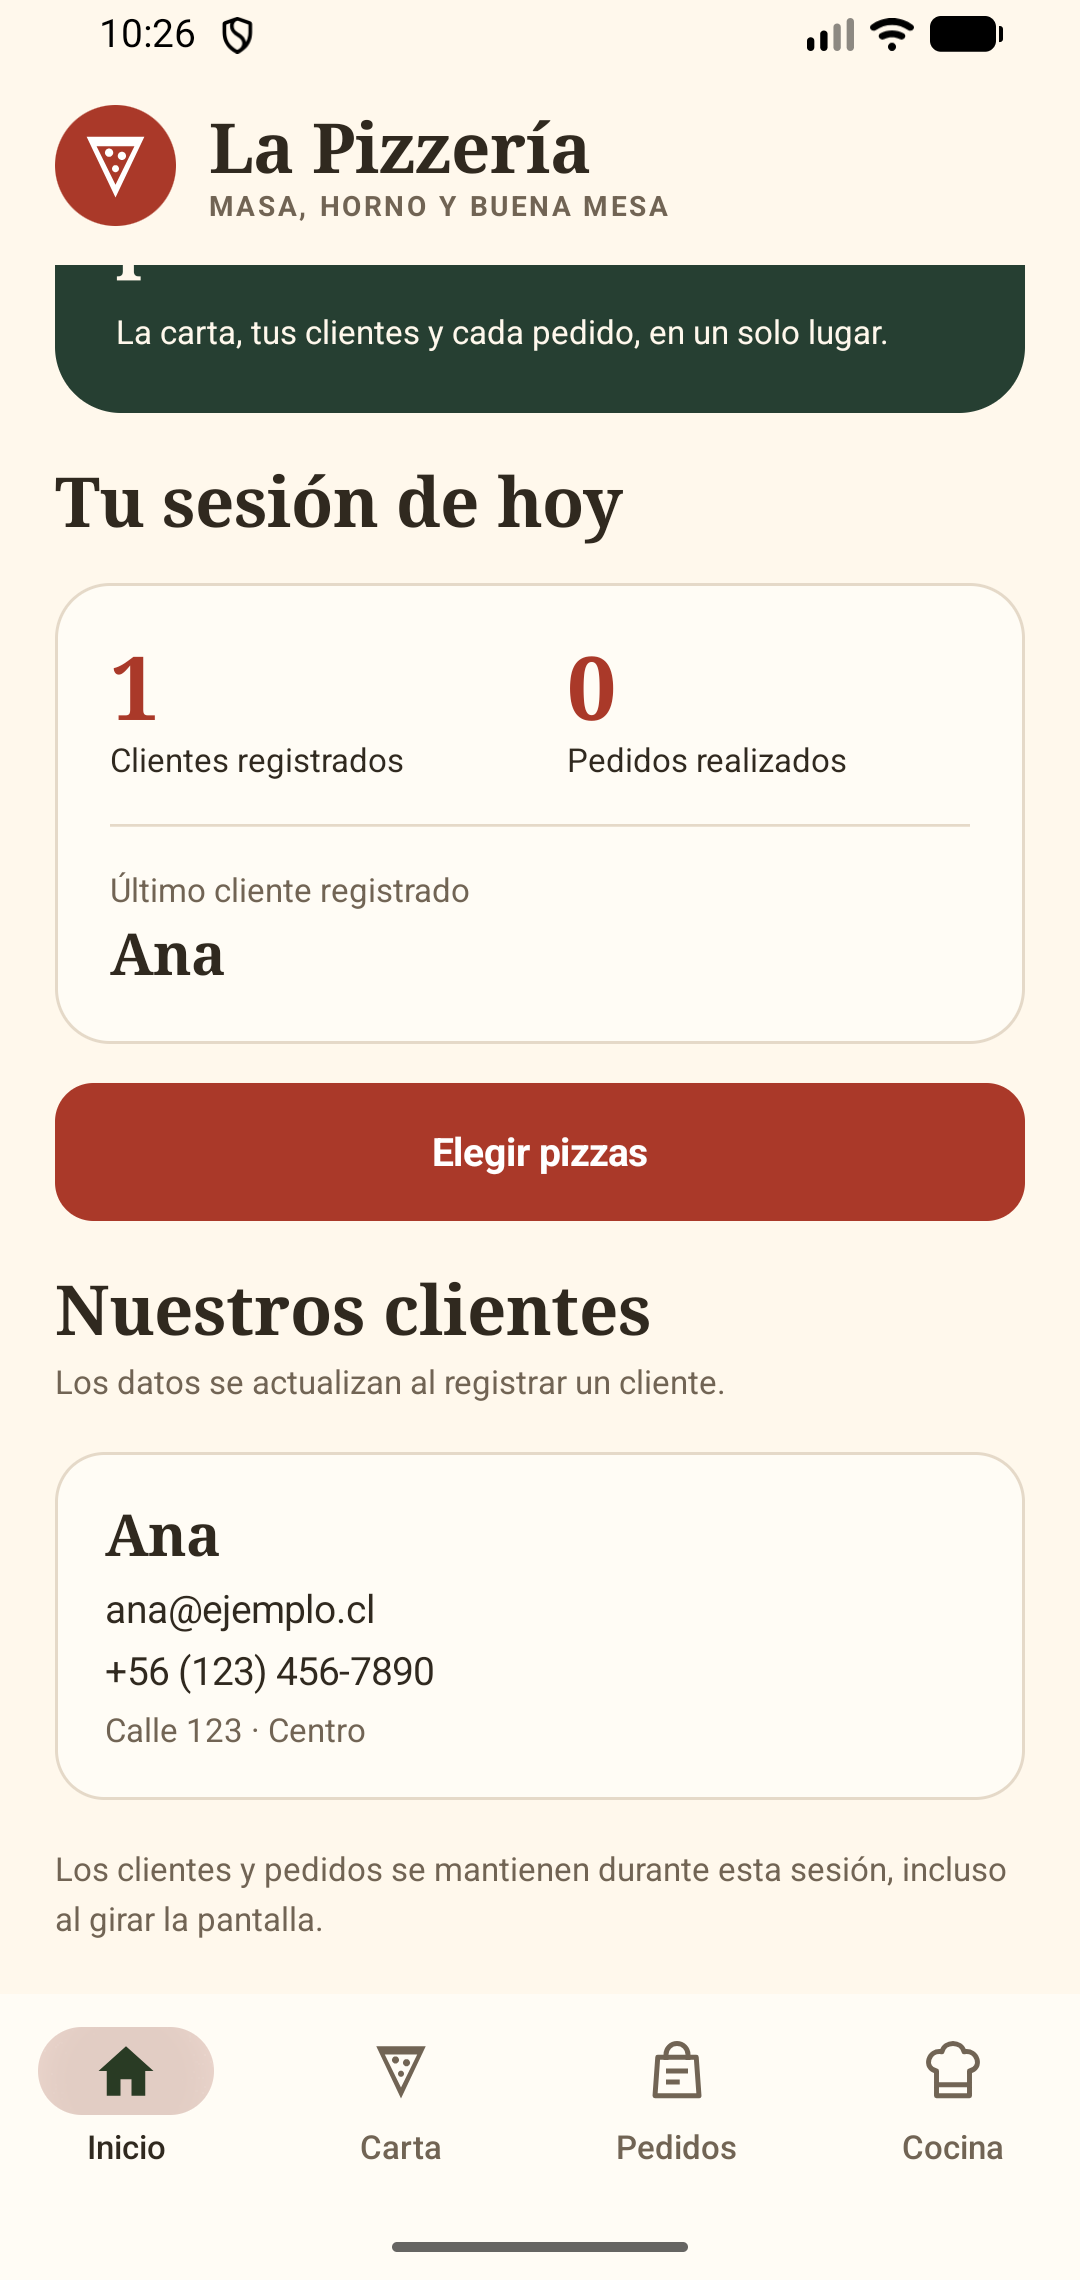 10:26
La Pizzería
MASA, HORNO Y BUENA MESA
La carta, tus clientes y cada pedido, en un solo lugar.
Tu sesión de hoy
1
Clientes registrados
0
Pedidos realizados
Último cliente registrado
Ana
Elegir pizzas
Nuestros clientes
Los datos se actualizan al registrar un cliente.
Ana
ana@ejemplo.cl
+56 (123) 456-7890
Calle 123 · Centro
Los clientes y pedidos se mantienen durante esta sesión, incluso
al girar la pantalla.
Inicio
Carta
Pedidos
Cocina